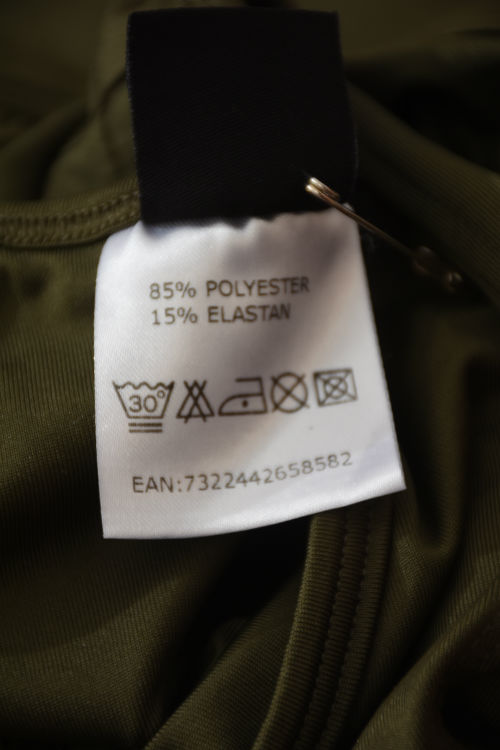 85% POLYESTER
15% ELASTAN
30°
EAN:7322442658582